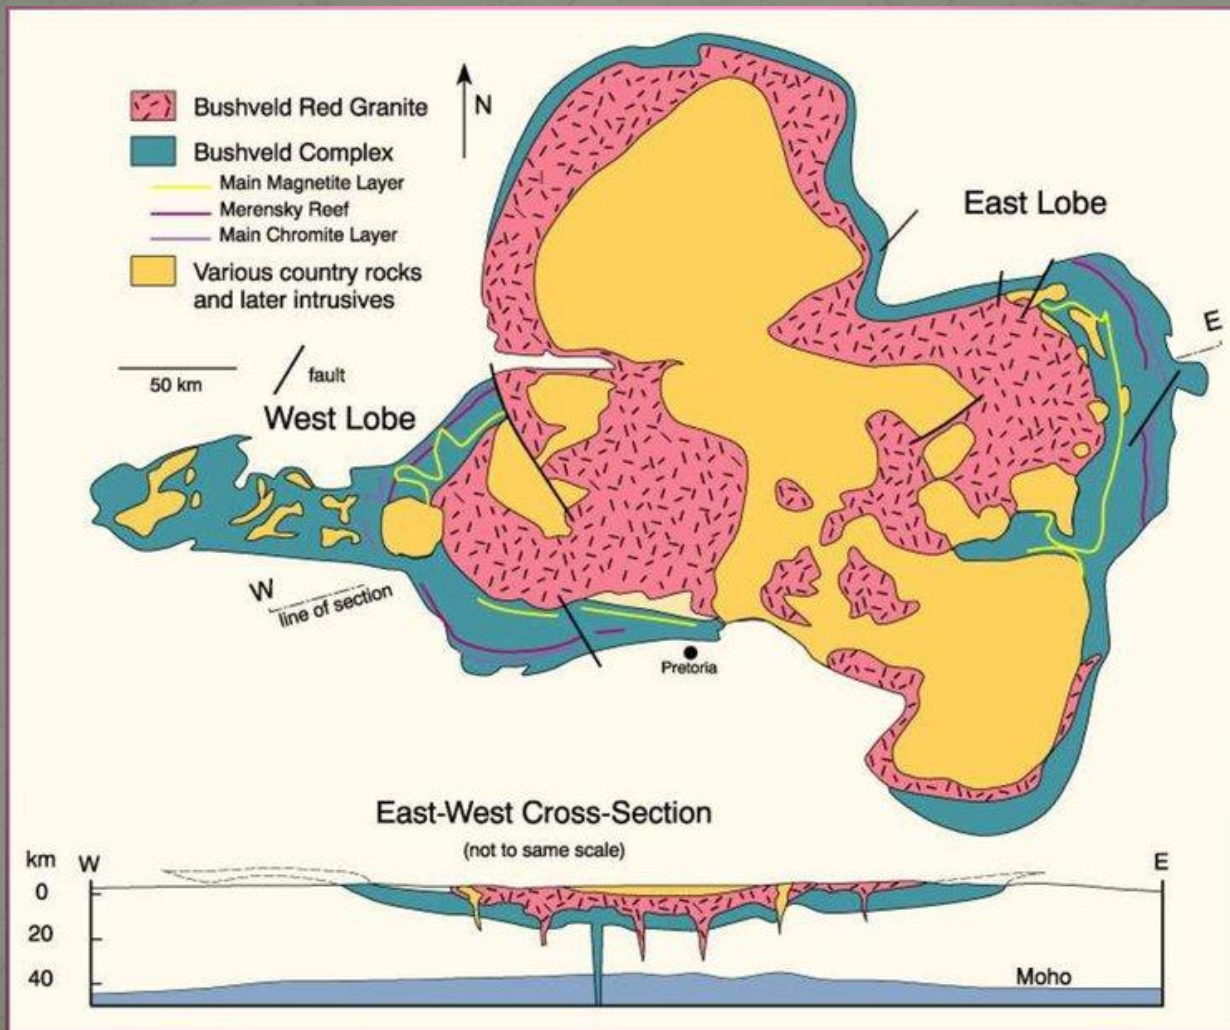 Bushveld Red Granite
Bushveld Complex
Main Magnetite Layer
Merensky Reef
Main Chromite Layer
Various country rocks
and later intrusives
N
50 km
fault
East Lobe
E
West Lobe
W
line of section
Pretoria
East-West Cross-Section
(not to same scale)
km
W
E
0
20
40
Moho